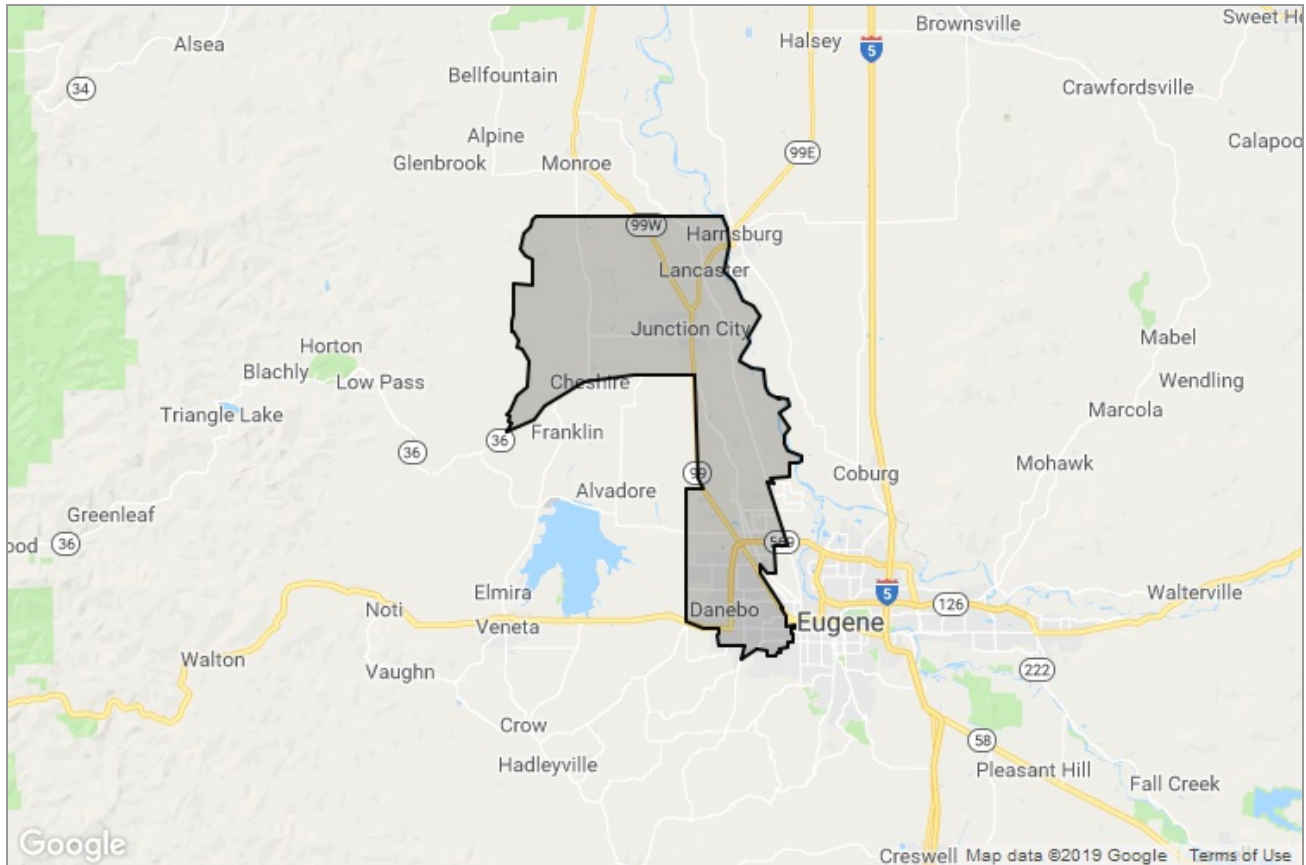 Sweet Ho
Brownsville
Alsea
Halsey
5
Bellfountain
34
Crawfordsville
Alpine
Calapoo
99E
Glenbrook
Monroe
99W
Harrisburg
Lancaster
Junction City
Mabel
Horton
Blachly
Low Pass
Cheshire
Wendling
Marcola
Triangle Lake
Franklin
36
36
Mohawk
99
Coburg
Alvadore
Greenleaf
ood
36
569
Elmira
5
Walterville
126
Noti
Danebo
Eugene
Veneta
Walton
Vaughn
222
Crow
58
Hadleyville
Pleasant Hill
Fall Creek
Google
Creswell
Map data ©2019 Google
Terms of Use